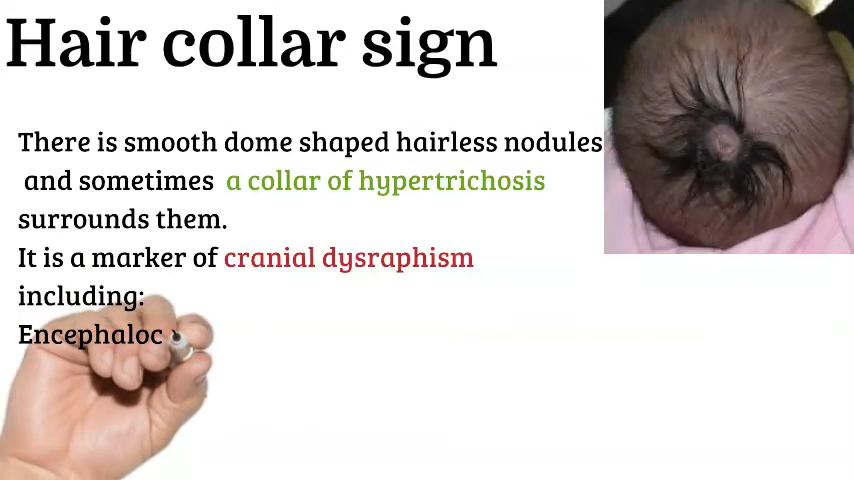 Hair collar sign
There is smooth dome shaped hairless nodules
and sometimes a collar of hypertrichosis
surrounds them.
It is a marker of cranial dysraphism
including:
Encephaloc